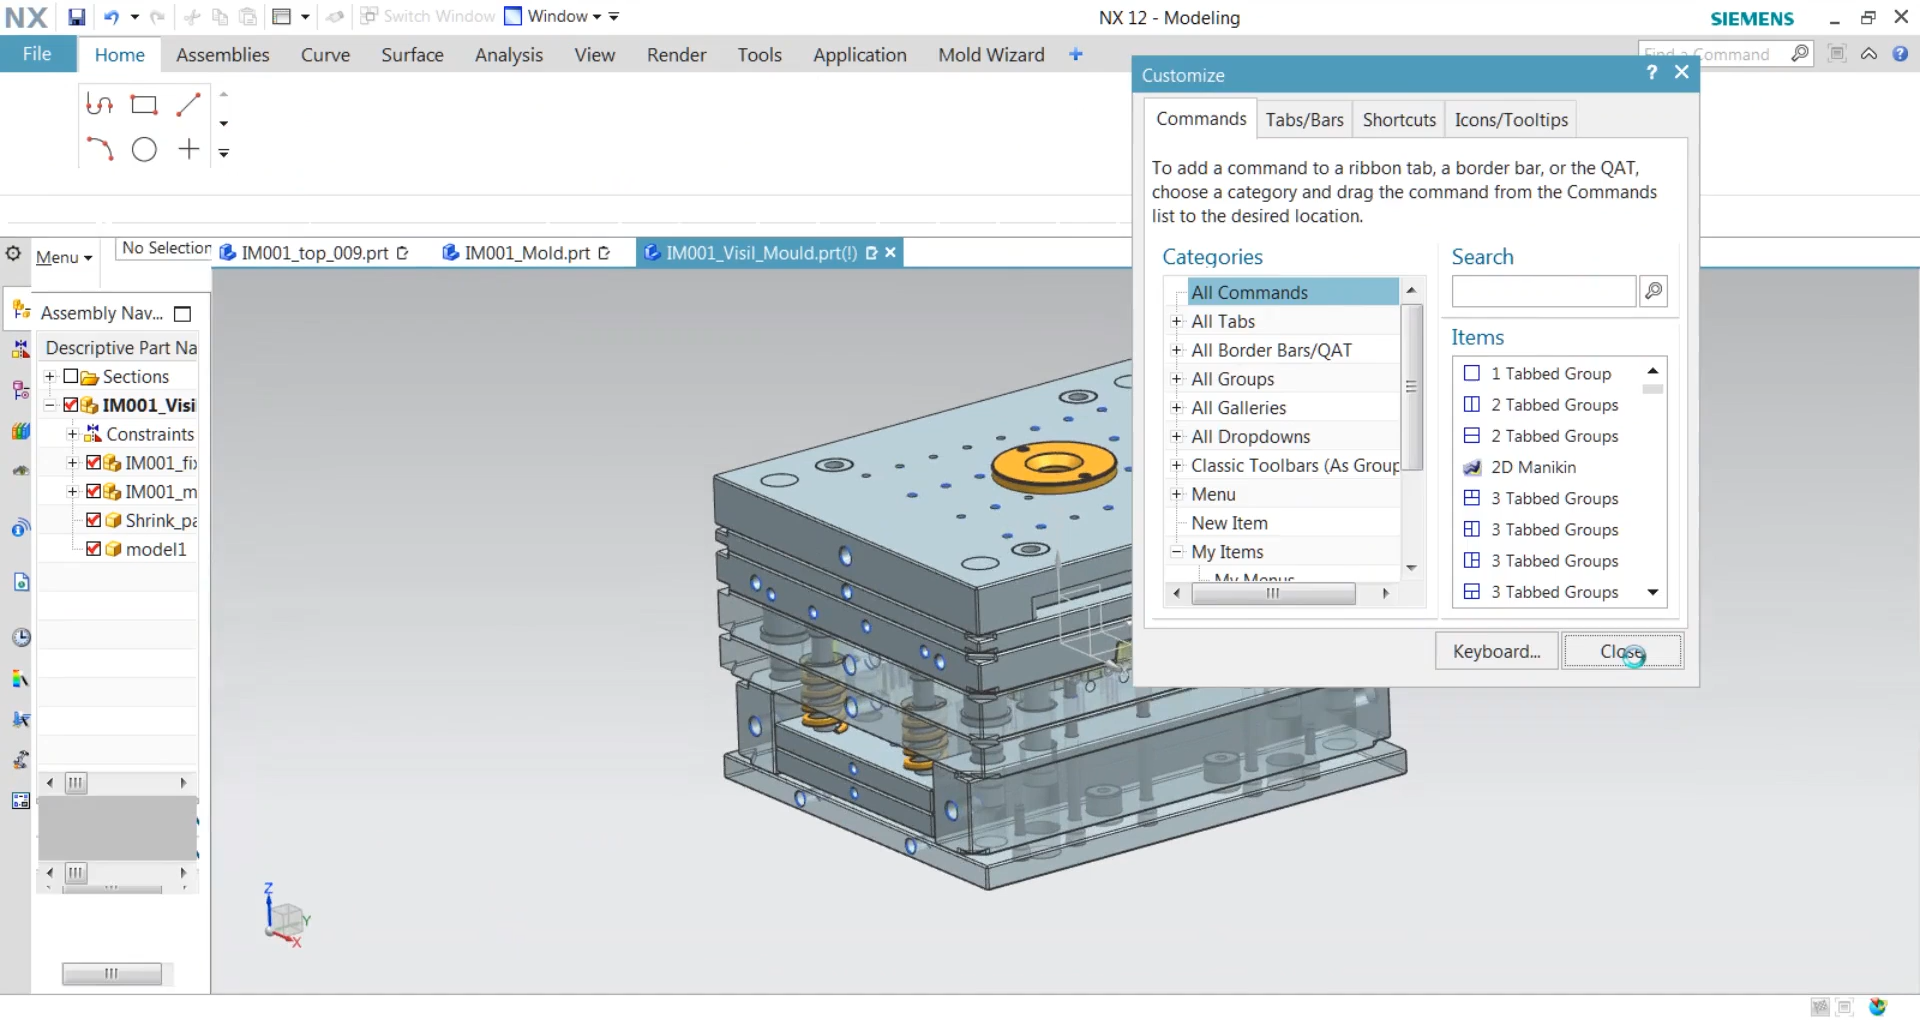 NX
Switch Window
Window
NX 12 - Modeling
SIEMENS
File
Home
Assemblies
Curve
Surface
Analysis
View
Render
Tools
Application
Mold Wizard
Find a Command
Customize
Commands
Tabs/Bars
Shortcuts
Icons/Tooltips
To add a command to a ribbon tab, a border bar, or the QAT,
choose a category and drag the command from the Commands
list to the desired location.
Categories
All Commands
All Tabs
All Border Bars/QAT
All Groups
All Galleries
All Dropdowns
Classic Toolbars (As Group
Menu
New Item
My Items
My Menus
Search
Items
1 Tabbed Group
2 Tabbed Groups
2 Tabbed Groups
2D Manikin
3 Tabbed Groups
3 Tabbed Groups
3 Tabbed Groups
3 Tabbed Groups
Keyboard...
Close
Menu
No Selection
IM001_top_009.prt
IM001_Mold.prt
IM001_Visil_Mould.prt(!)
Assembly Nav...
Descriptive Part Na
Sections
IM001_Visi
Constraints
IM001_fix
IM001_m
Shrink_pa
model1
Z
Y
X